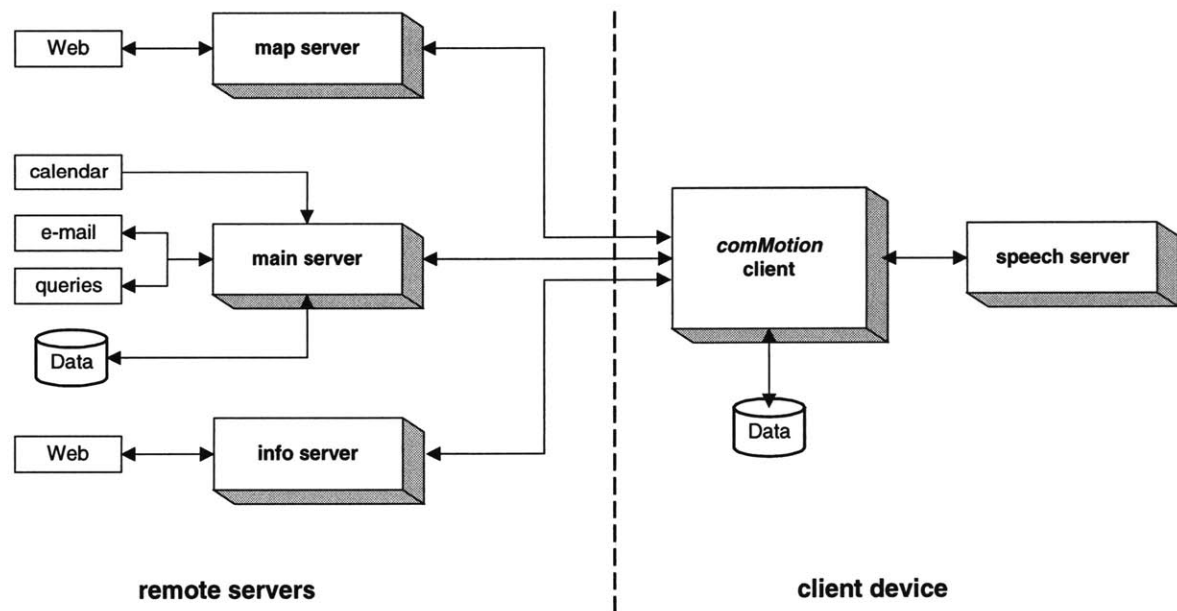 Web
map server
calendar
e-mail
queries
main server
Data
Web
info server
comMotion
client
speech server
Data
remote servers
client device